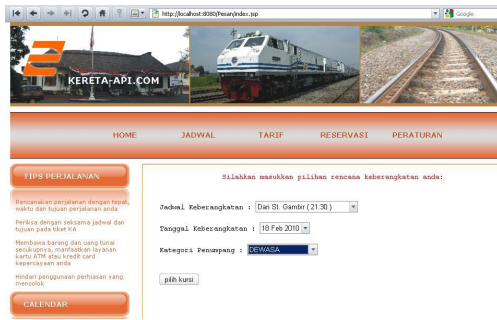 http://localhost:8080/Pesan/index.jsp
Google
KERETA-API.COM
HOME JADWAL TARIF RESERVASI PERATURAN
TIPS PERJALANAN
Rencanakan perjalanan dengan tepat,
waktu dan tujuan perjalanan anda
Periksa dengan seksama jadwal dan
tujuan pada tiket KA
Membawa barang dan uang tunai
secukupnya, manfaatkan layanan
kartu ATM atau kredit card
kepercayaan anda
Hindari penggunaan perhiasan yang
mencolok
CALENDAR
Silahkan masukkan pilihan rencana keberangkatan anda:
Jadwal Keberangkatan : Dari St. Gambir ( 21:30 )
Tanggal Keberangkatan : 18 Feb 2010
Kategori Penumpang : DEWASA
pilih kursi